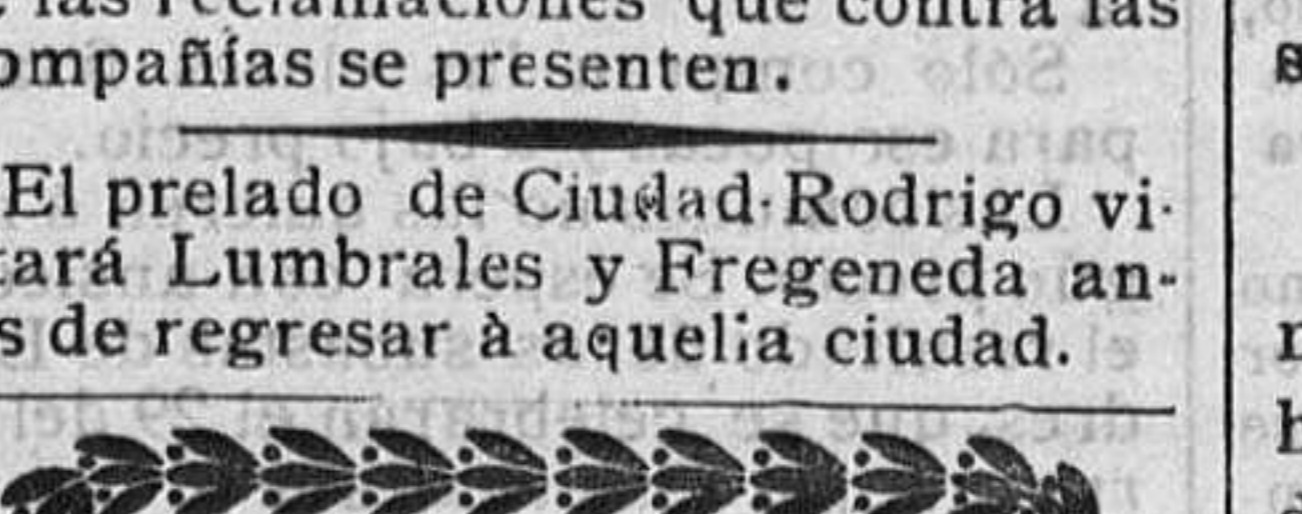 las reclamaciones que contra las
ompañías se presenten.
El prelado de Ciudad-Rodrigo vi-
tará Lumbrales y Fregeneda an-
s de regresar à aquella ciudad.